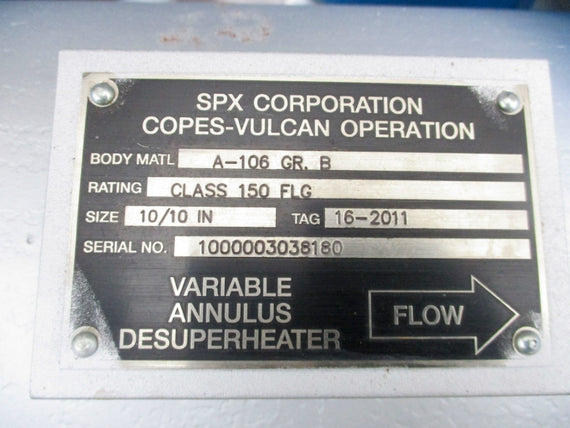 SPX CORPORATION
COPES-VULCAN OPERATION
BODY MATL A-106 GR. B
RATING CLASS 150 FLG
SIZE 10/10 IN TAG 16-2011
SERIAL NO. 1000003038180
VARIABLE
ANNULUS
DESUPERHEATER
FLOW